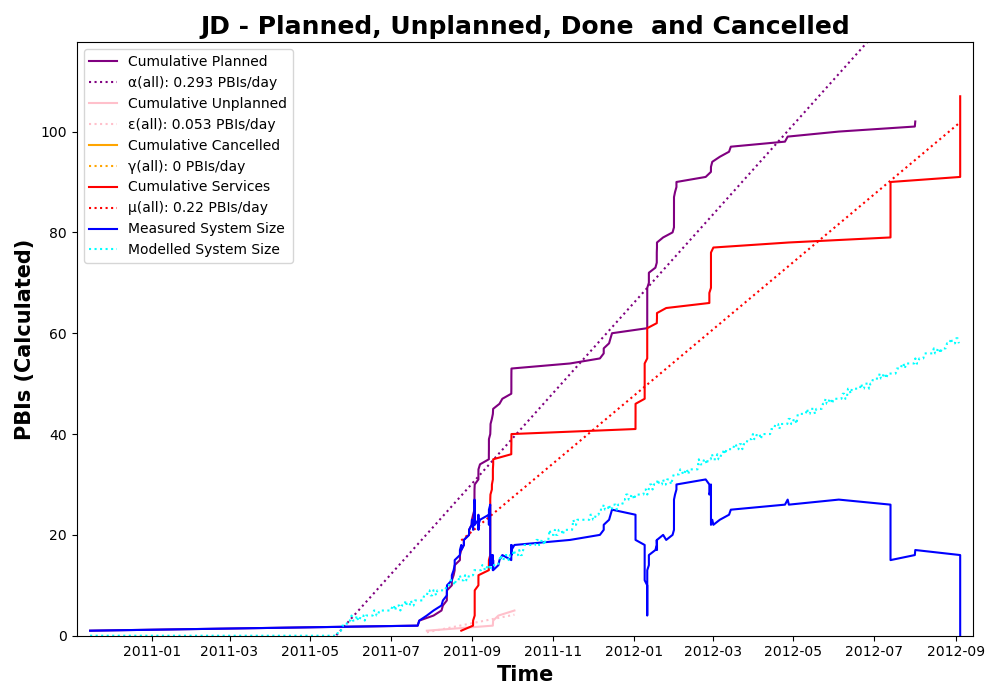 JD - Planned, Unplanned, Done  and Cancelled
Cumulative Planned
α(all): 0.293 PBIs/day
Cumulative Unplanned
ε(all): 0.053 PBIs/day
Cumulative Cancelled
γ(all): 0 PBIs/day
Cumulative Services
μ(all): 0.22 PBIs/day
Measured System Size
Modelled System Size
PBIs (Calculated)
100
80
60
40
20
0
2011-01 2011-03 2011-05 2011-07 2011-09 2011-11 2012-01 2012-03 2012-05 2012-07 2012-09
Time